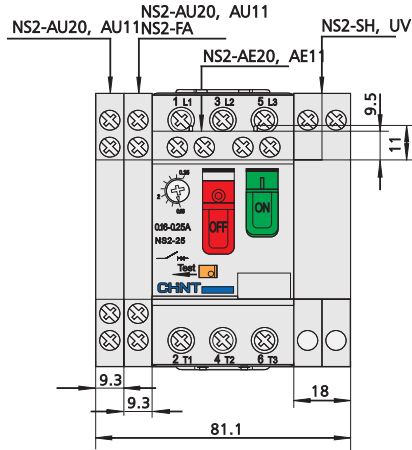 NS2-AU20, AU11
NS2-AU20, AU11
NS2-FA
NS2-SH, UV
NS2-AE20, AE11
9.5
11
1 L1 3 L2 5 L3
0.16-0.25A
NS2-25
OFF
ON
Test
CHNT
2 T1 4 T2 6 T3
9.3
9.3
18
81.1